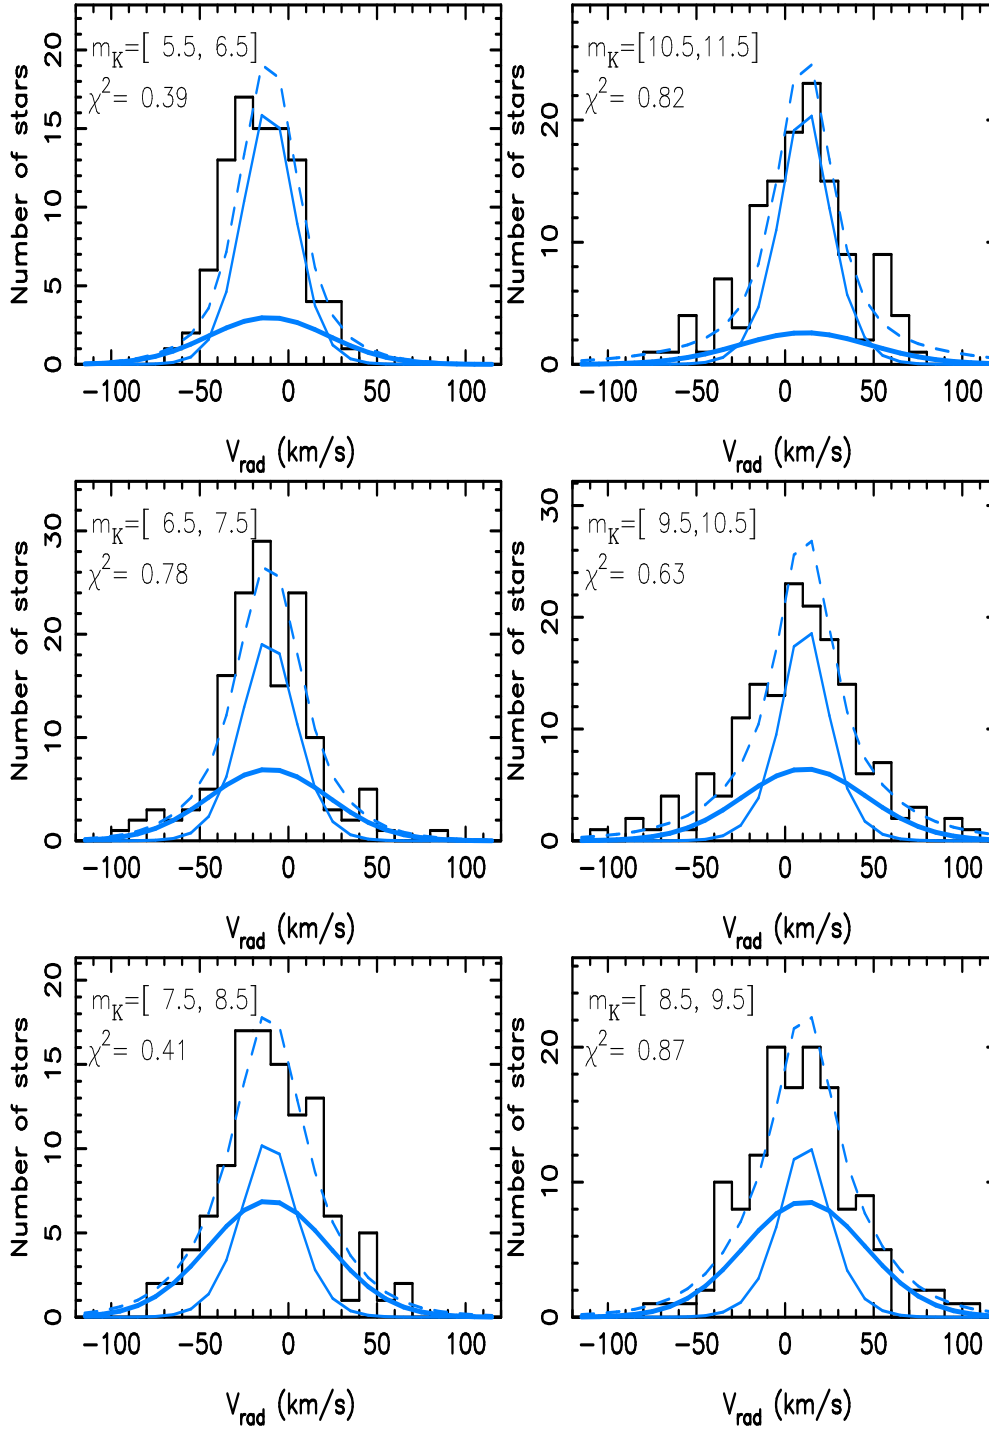 Number of stars
20
15
10
5
0
m_K=[ 5.5, 6.5]
χ²= 0.39
−100 −50 0 50 100
V_rad (km/s)
Number of stars
20
10
0
m_K=[10.5,11.5]
χ²= 0.82
−100 −50 0 50 100
V_rad (km/s)
Number of stars
30
20
10
0
m_K=[ 6.5, 7.5]
χ²= 0.78
−100 −50 0 50 100
V_rad (km/s)
Number of stars
30
20
10
0
m_K=[ 9.5,10.5]
χ²= 0.63
−100 −50 0 50 100
V_rad (km/s)
Number of stars
20
15
10
5
0
m_K=[ 7.5, 8.5]
χ²= 0.41
−100 −50 0 50 100
V_rad (km/s)
Number of stars
20
10
0
m_K=[ 8.5, 9.5]
χ²= 0.87
−100 −50 0 50 100
V_rad (km/s)